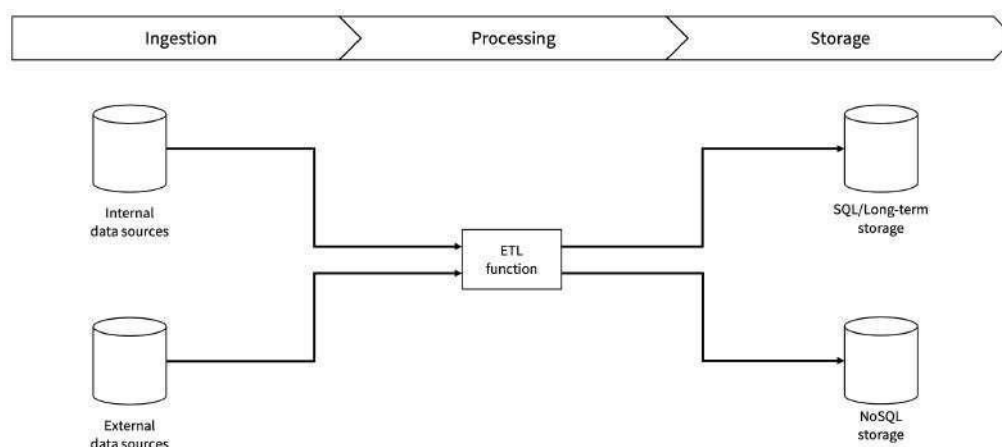 Ingestion
Processing
Storage
Internal
data sources
SQL/Long-term
storage
ETL
function
External
data sources
NoSQL
storage